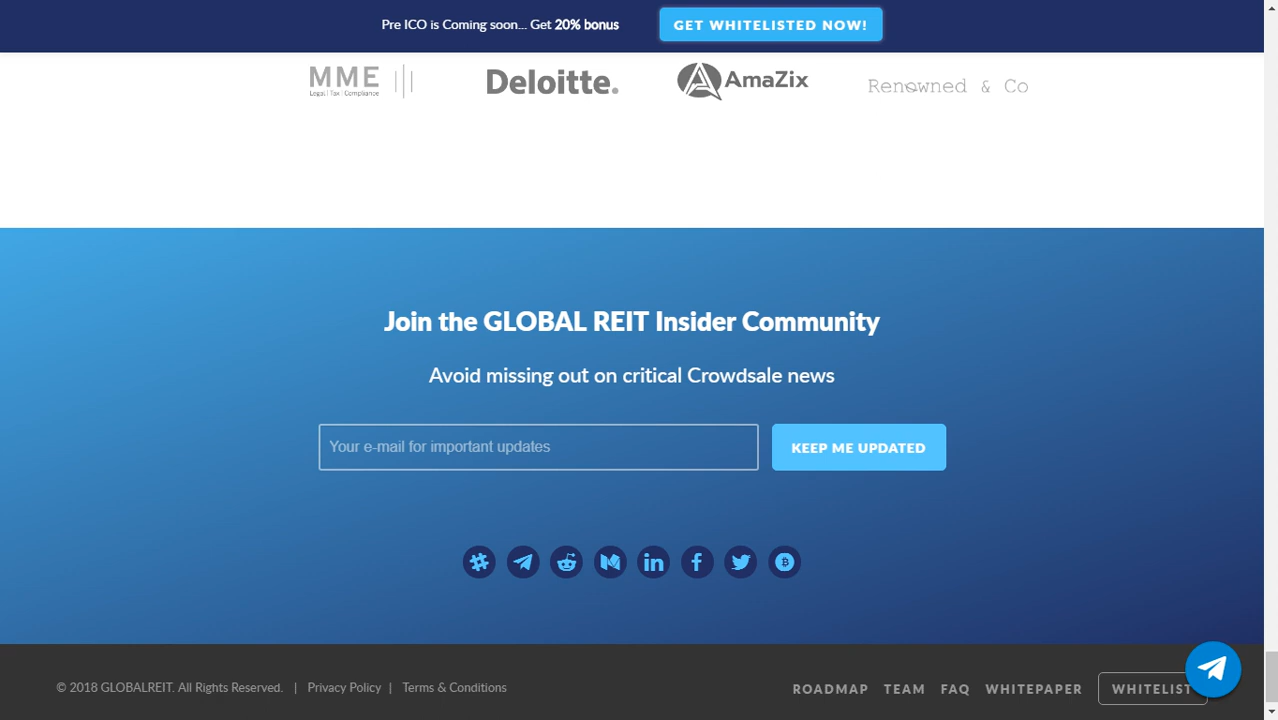 Pre ICO is Coming soon... Get 20% bonus
GET WHITELISTED NOW!
MME
Legal | Tax | Compliance
Deloitte.
AmaZix
Renowned & Co
Join the GLOBAL REIT Insider Community
Avoid missing out on critical Crowdsale news
Your e-mail for important updates
KEEP ME UPDATED
© 2018 GLOBALREIT. All Rights Reserved. | Privacy Policy | Terms & Conditions
ROADMAP TEAM FAQ WHITEPAPER WHITELIST